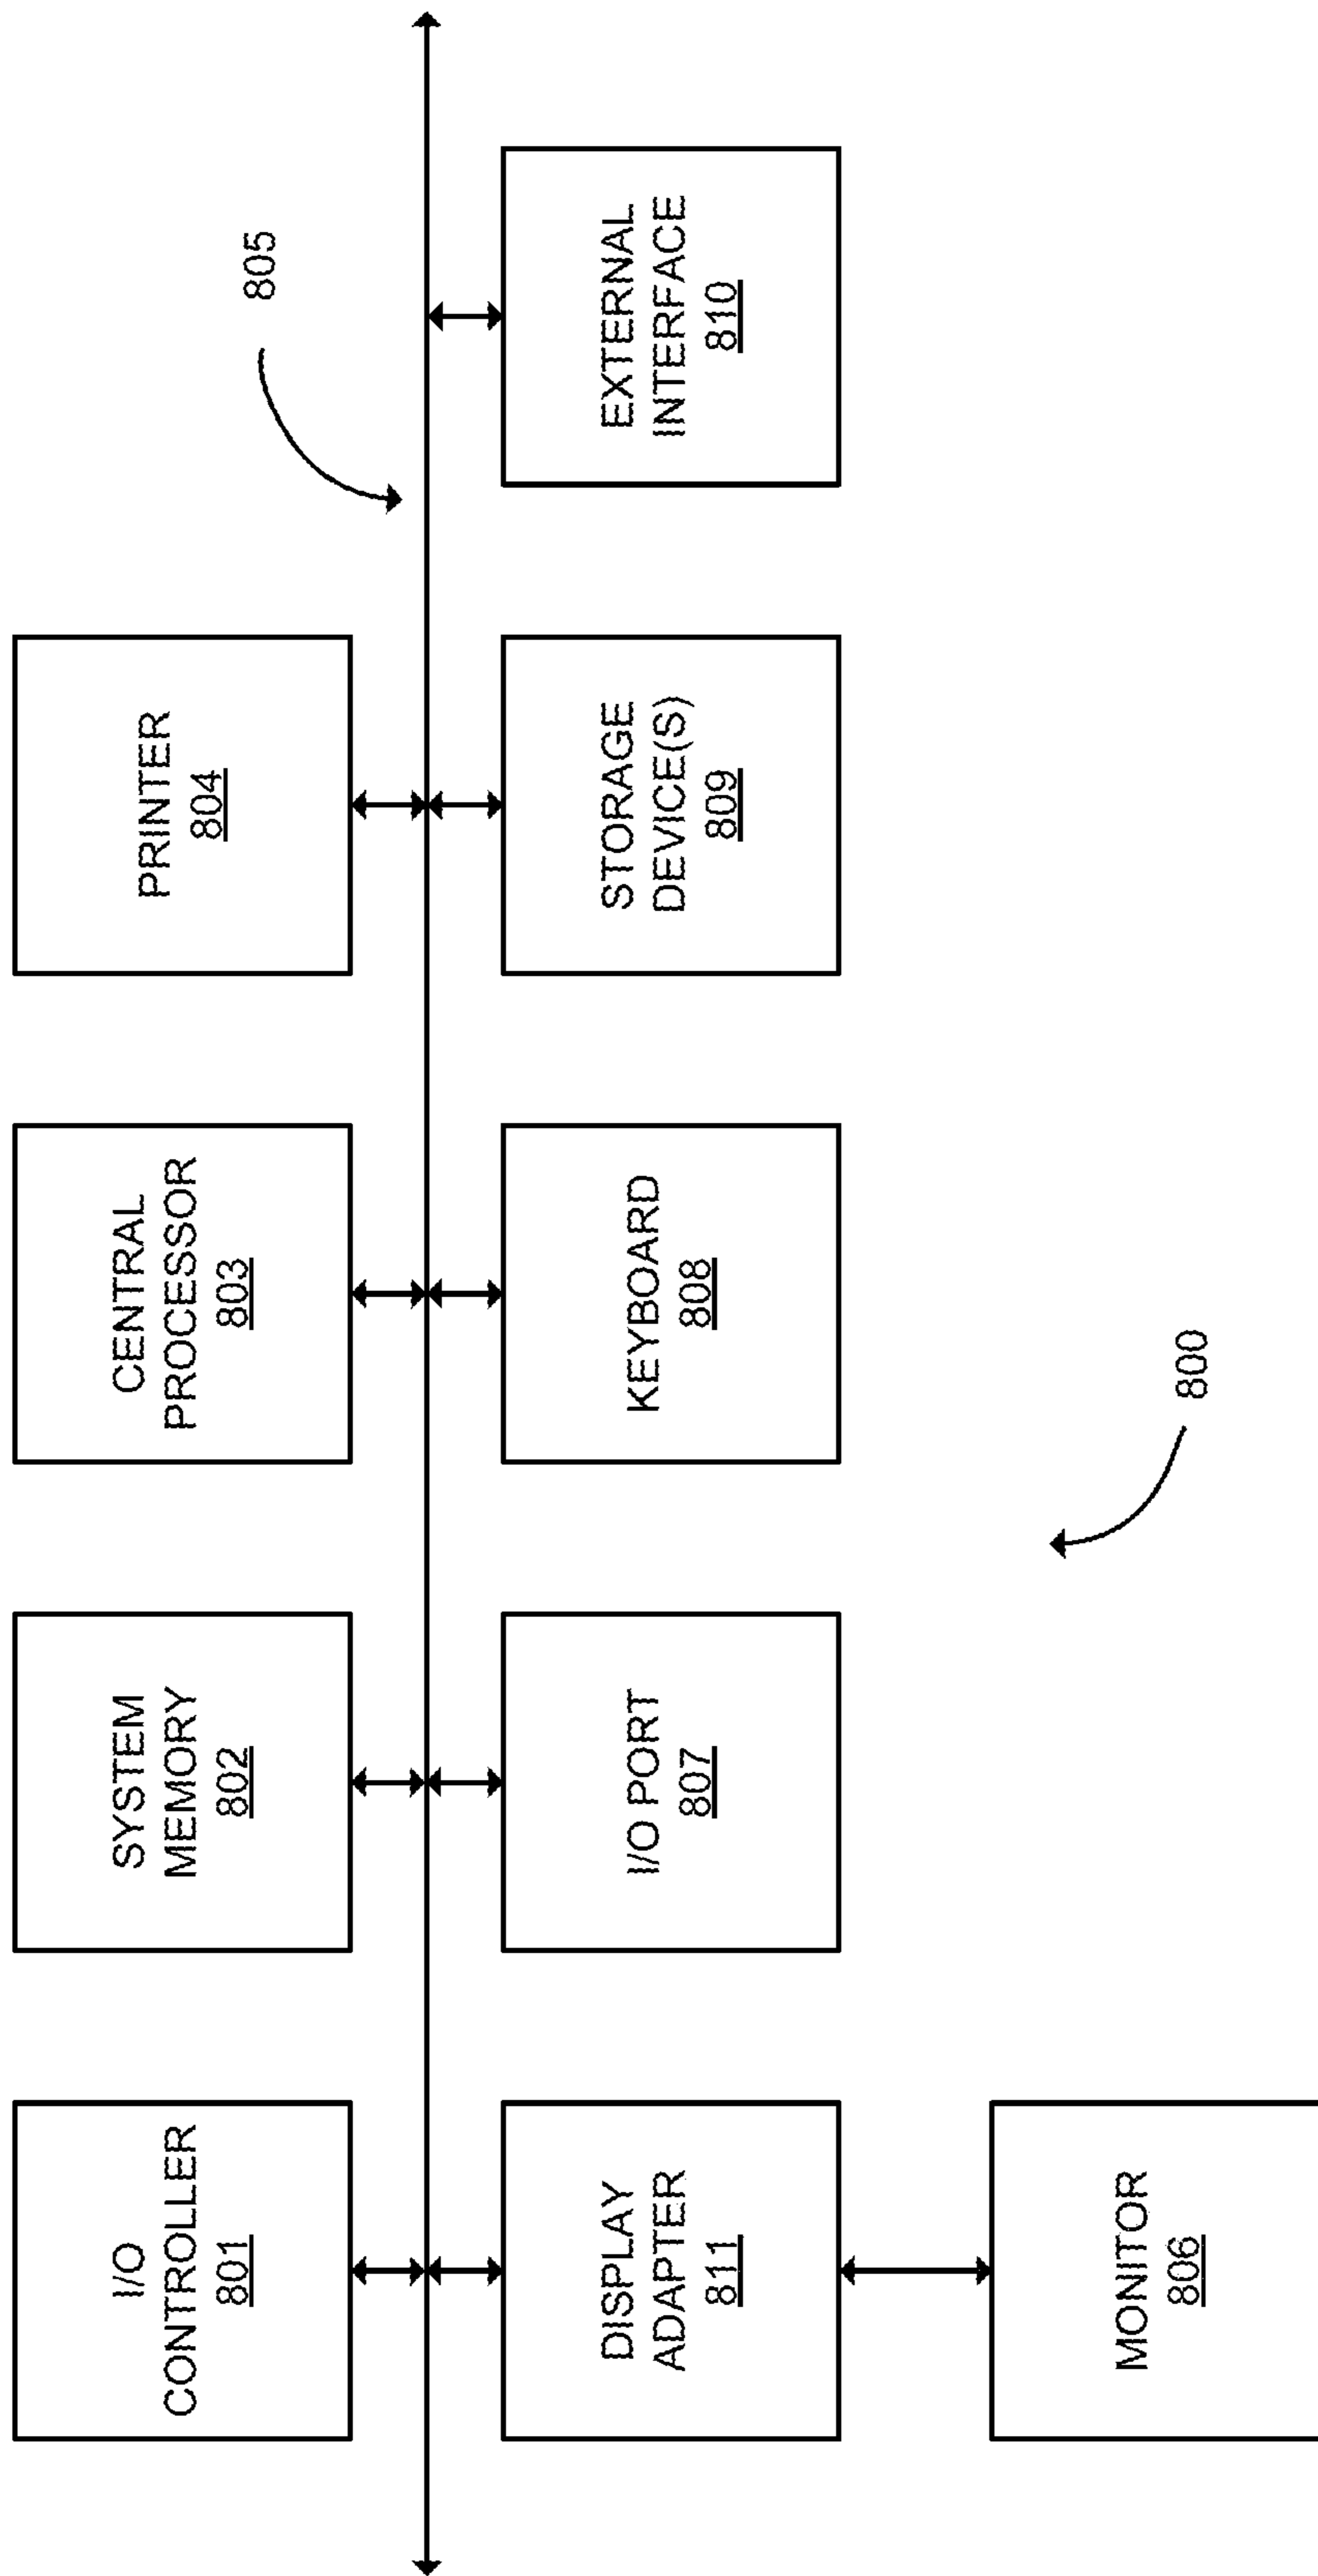 I/O
CONTROLLER
801
SYSTEM
MEMORY
802
CENTRAL
PROCESSOR
803
PRINTER
804
805
DISPLAY
ADAPTER
811
I/O PORT
807
KEYBOARD
808
STORAGE
DEVICE(S)
809
EXTERNAL
INTERFACE
810
MONITOR
806
800